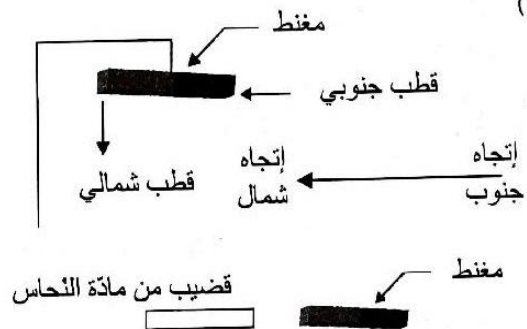 (
مغنط
قطب جنوبي
إتجاه جنوب
إتجاه شمال
قطب شمالي
مغنط
قضيب من مادّة النّحاس